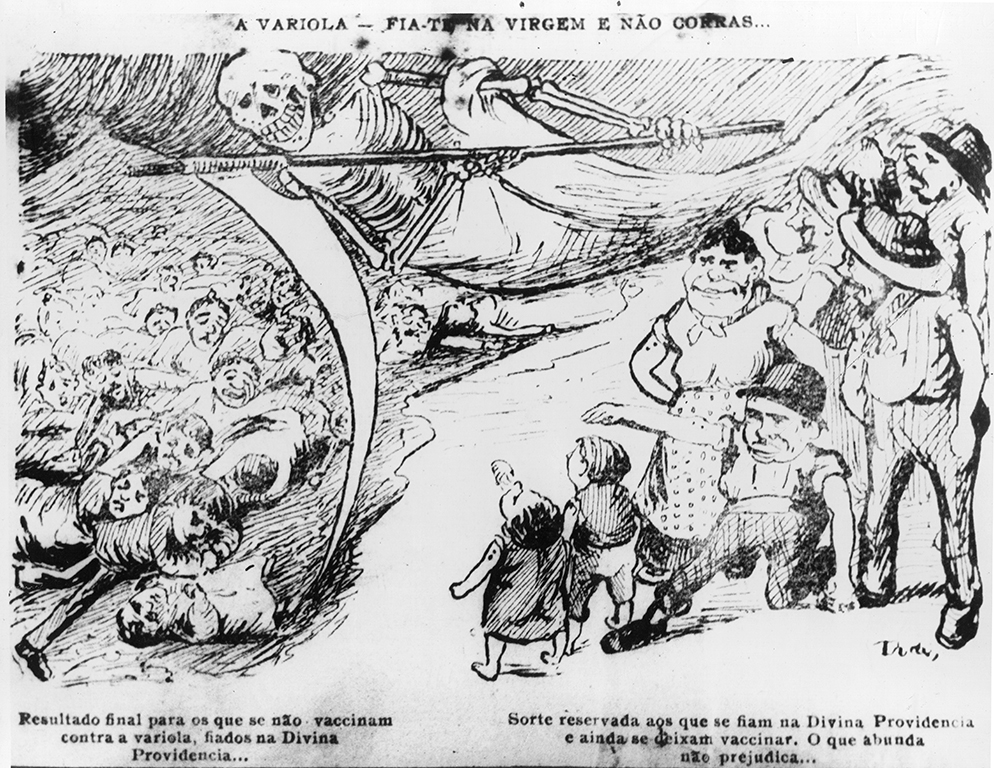 A VARIOLA — FIA-TE NA VIRGEM E NÃO CORRAS...
Resultado final para os que se não vaccinam
contra a variola, fiados na Divina
Providencia...
Sorte reservada aos que se fiam na Divina Providencia
e ainda se deixam vaccinar. O que abunda
não prejudica...